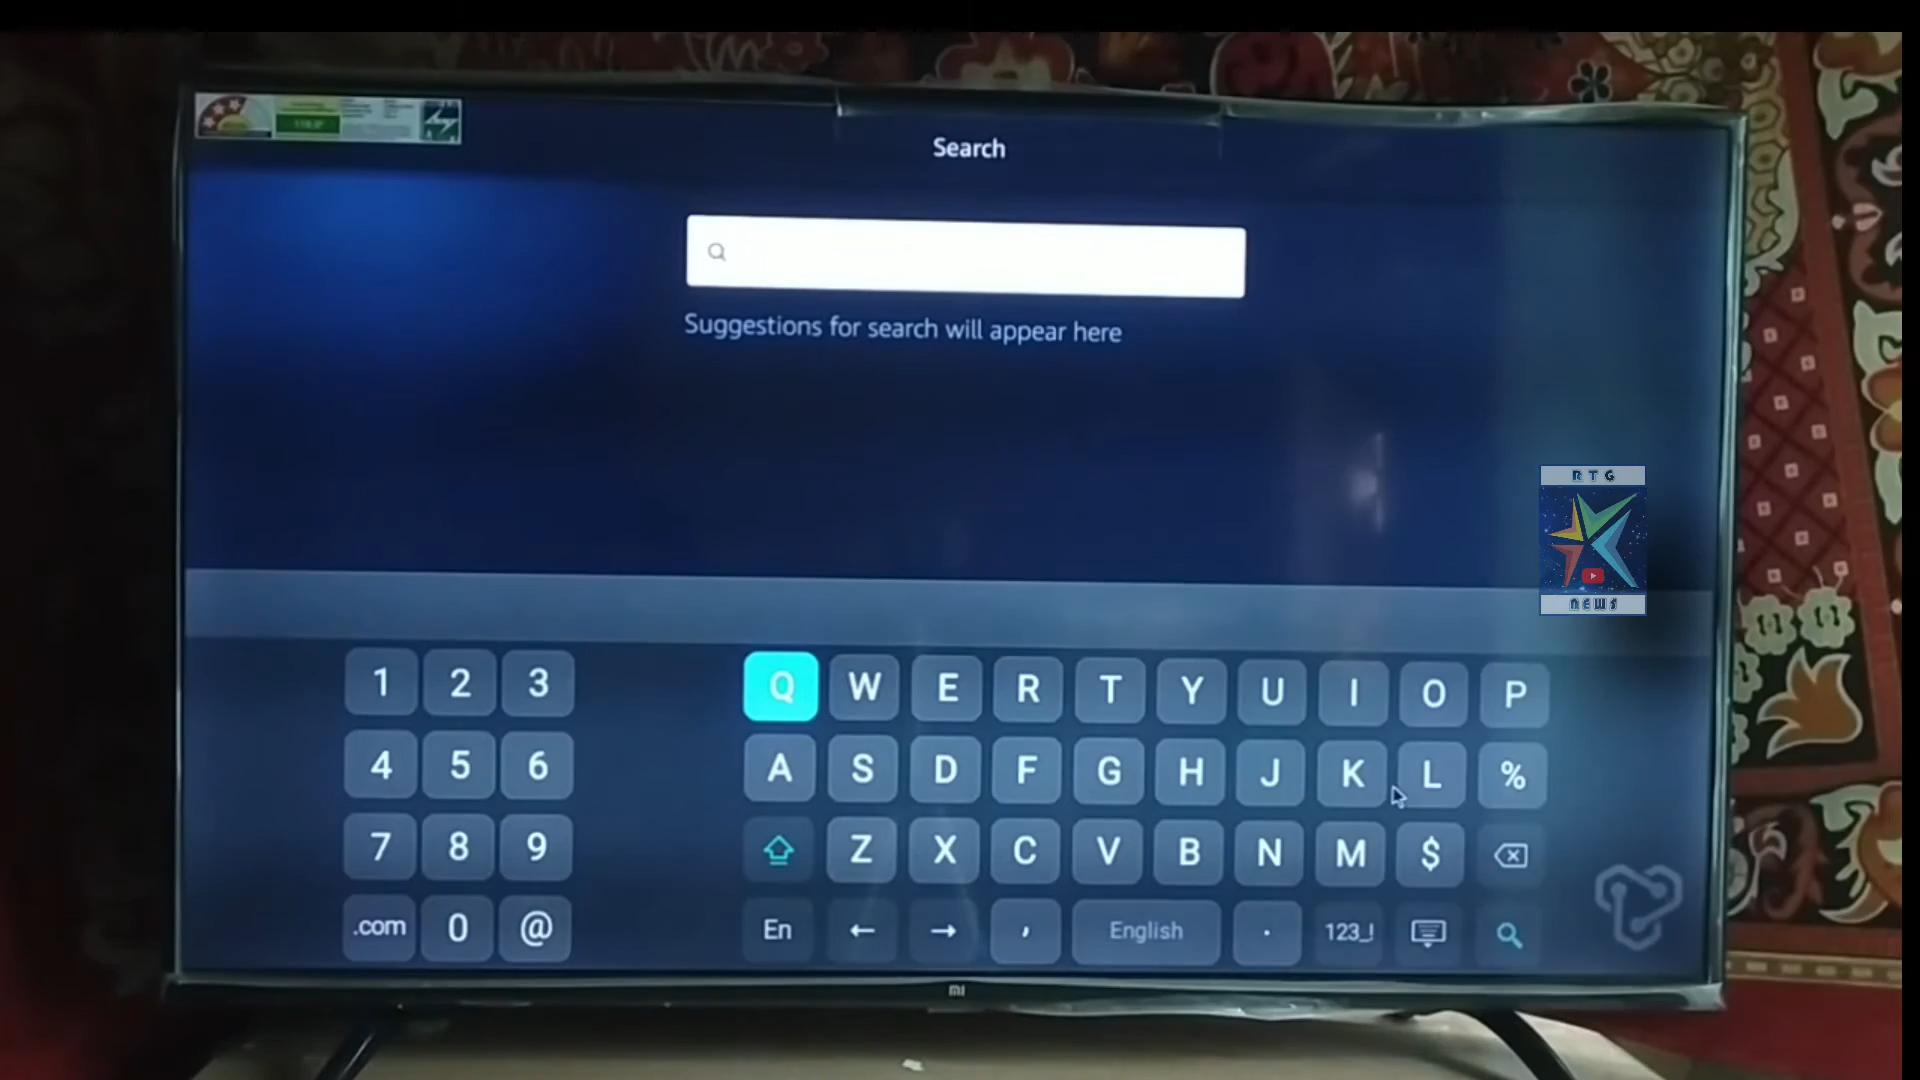 Search
Suggestions for search will appear here
RTG
NEWS
1 2 3 Q W E R T Y U I O P
4 5 6 A S D F G H J K L %
7 8 9 Z X C V B N M $
.com 0 @ En ← → , English . 123_!
mi